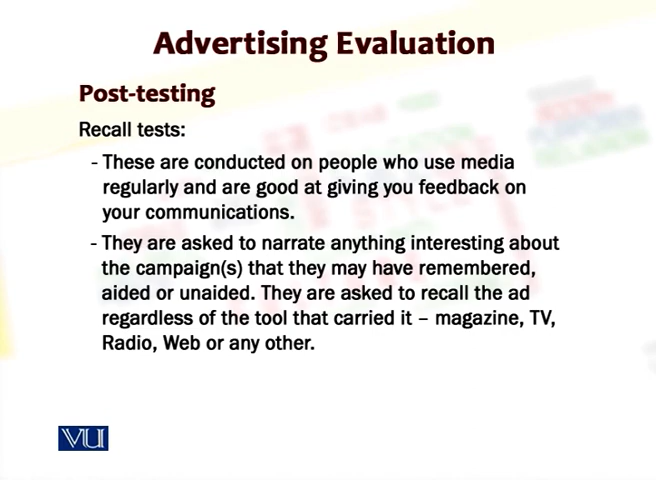 Advertising Evaluation
Post-testing
Recall tests:
- These are conducted on people who use media
regularly and are good at giving you feedback on
your communications.
- They are asked to narrate anything interesting about
the campaign(s) that they may have remembered,
aided or unaided. They are asked to recall the ad
regardless of the tool that carried it – magazine, TV,
Radio, Web or any other.
VU